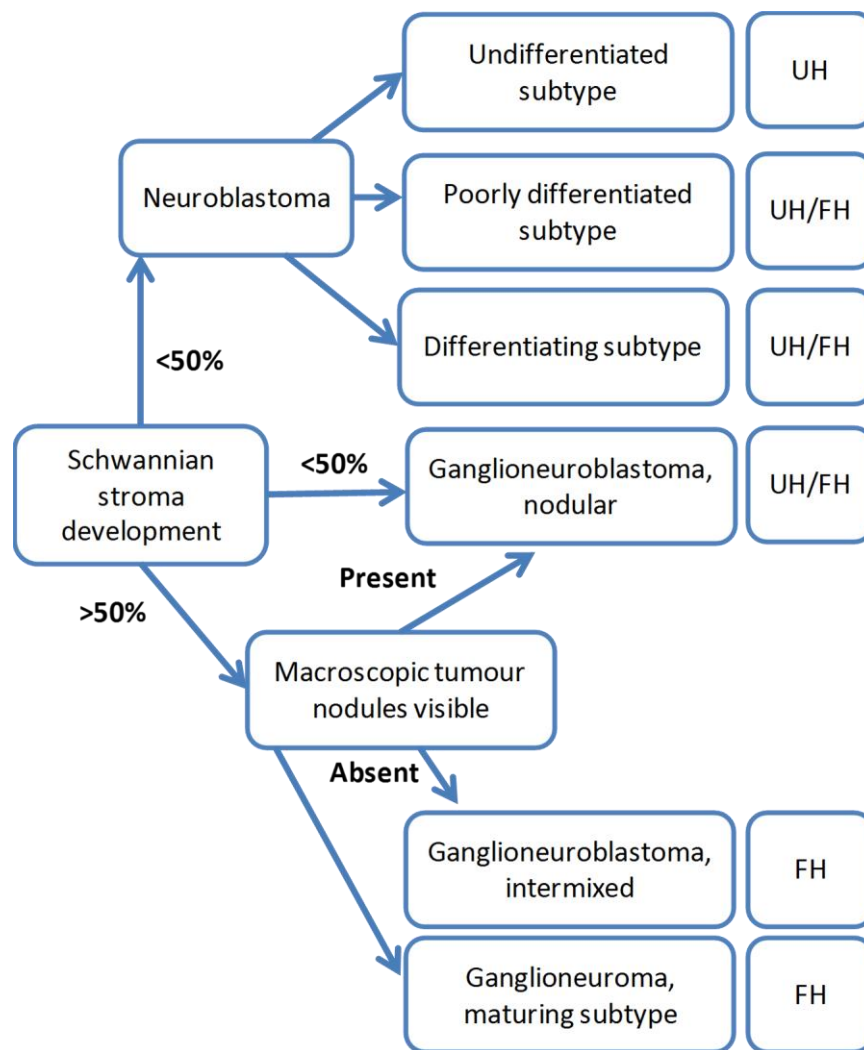 Undifferentiated
subtype
UH
Neuroblastoma
Poorly differentiated
subtype
UH/FH
Differentiating subtype
UH/FH
<50%
Schwannian
stroma
development
<50%
Ganglioneuroblastoma,
nodular
UH/FH
>50%
Present
Macroscopic tumour
nodules visible
Absent
Ganglioneuroblastoma,
intermixed
FH
Ganglioneuroma,
maturing subtype
FH